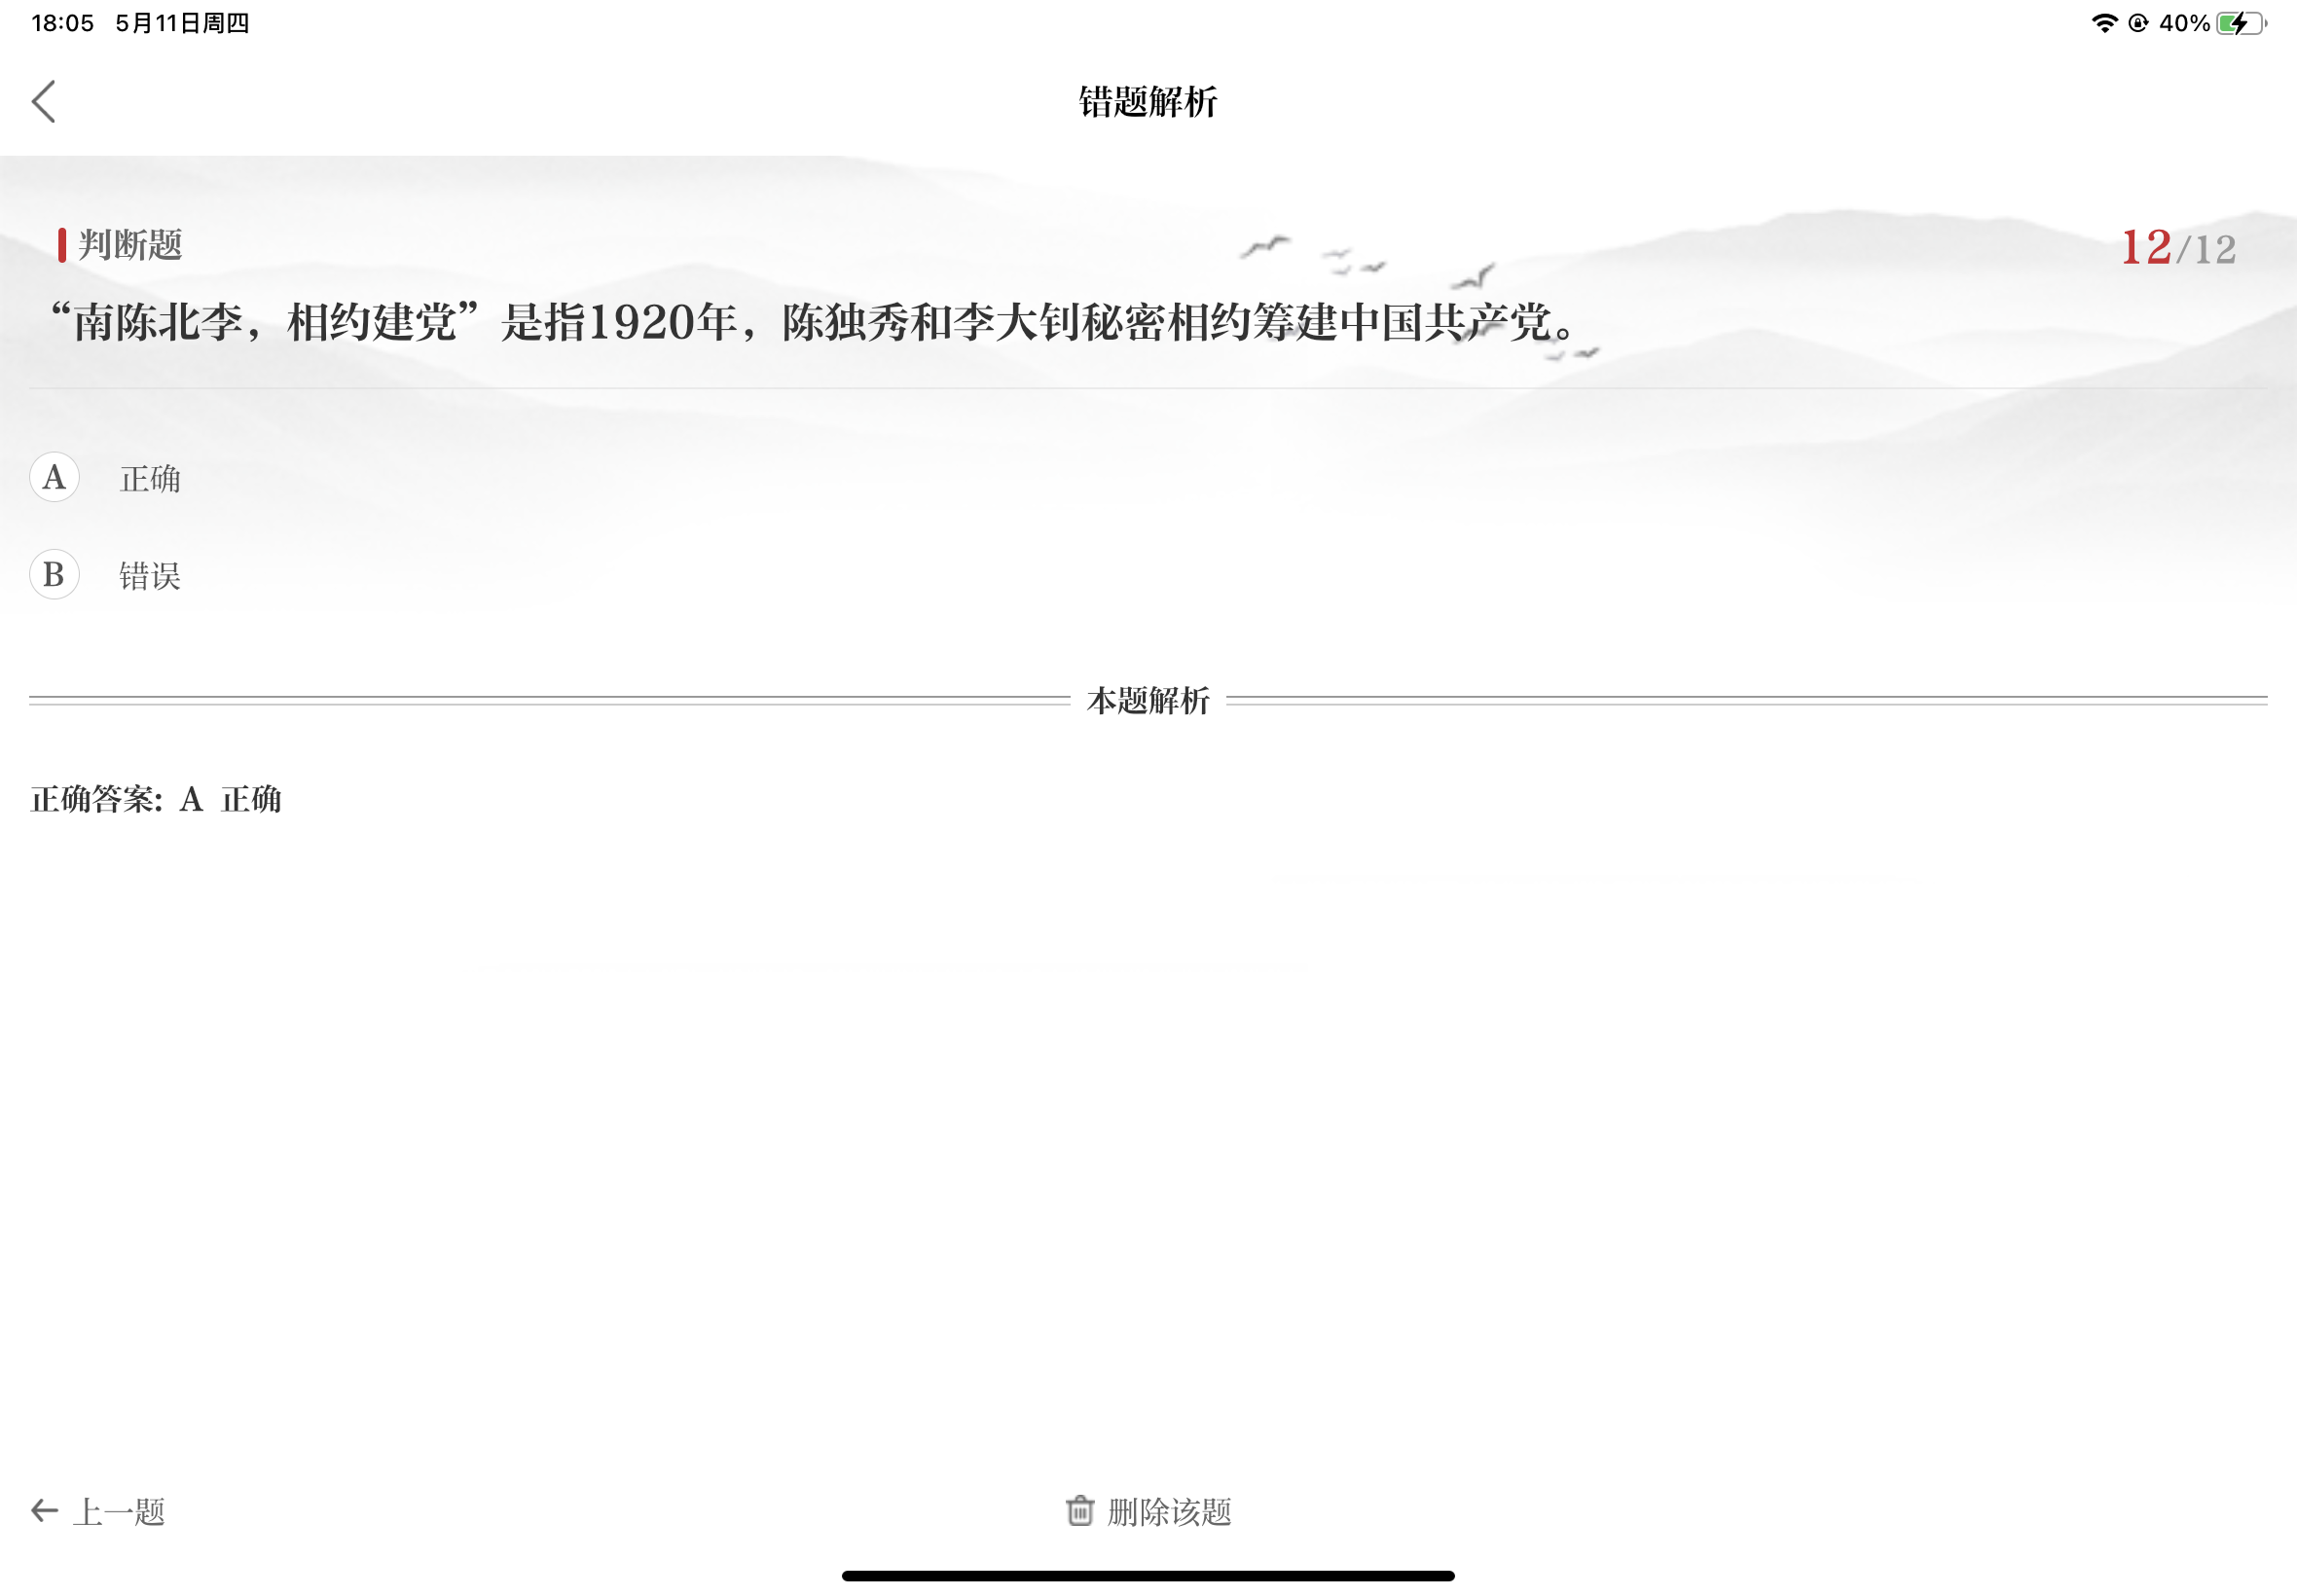 18:05 5月11日周四
40%
错题解析
判断题
12/12
“南陈北李，相约建党”是指1920年，陈独秀和李大钊秘密相约筹建中国共产党。
A 正确
B 错误
本题解析
正确答案: A 正确
上一题
删除该题